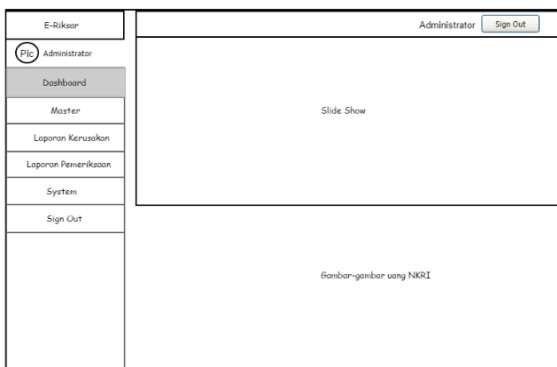 E-Riksar
Administrator
Sign Out
Pic
Administrator
Dashboard
Master
Laporan Kerusakan
Laporan Pemeriksaan
System
Sign Out
Slide Show
Gambar-gambar uang NKRI